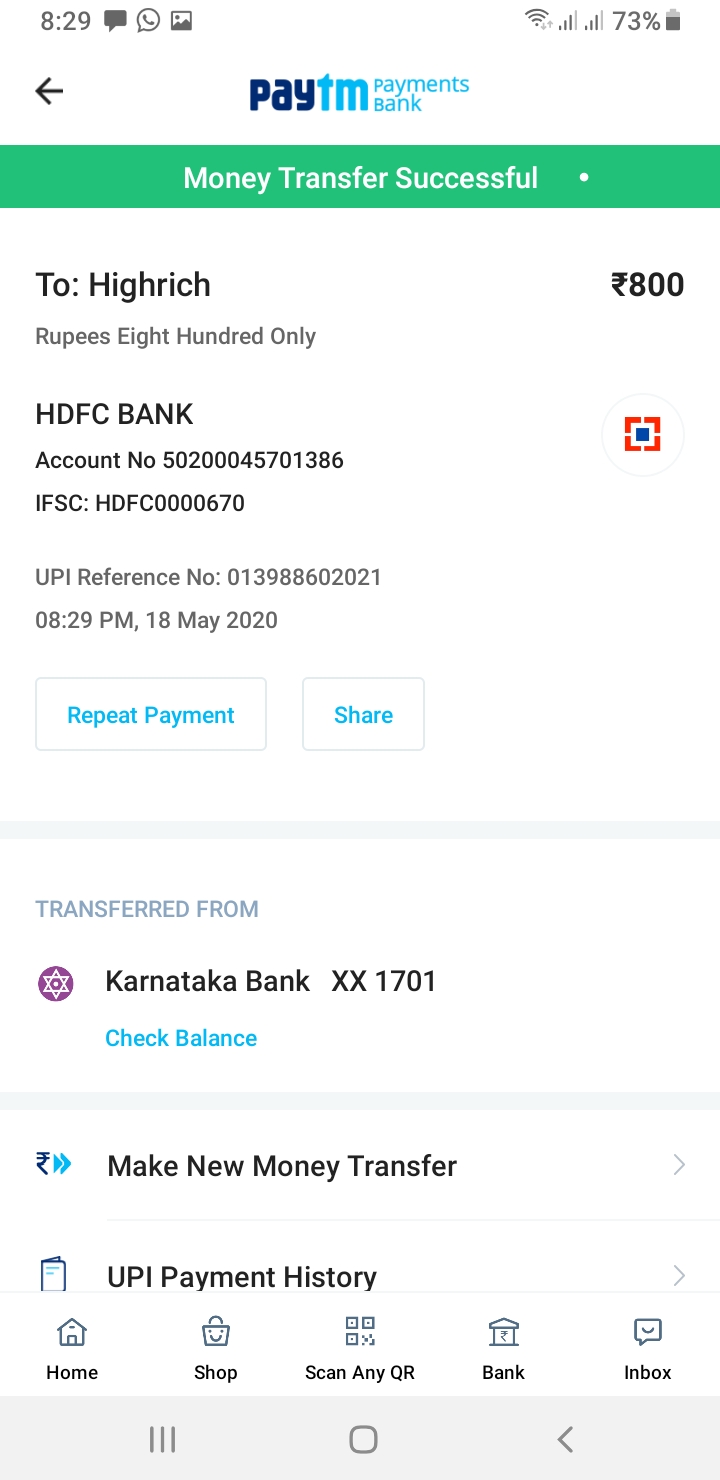 8:29 73%
paytm Payments Bank
Money Transfer Successful
To: Highrich ₹800
Rupees Eight Hundred Only
HDFC BANK
Account No 50200045701386
IFSC: HDFC0000670
UPI Reference No: 013988602021
08:29 PM, 18 May 2020
Repeat Payment Share
TRANSFERRED FROM
Karnataka Bank XX 1701
Check Balance
₹ Make New Money Transfer
UPI Payment History
Home Shop Scan Any QR Bank Inbox